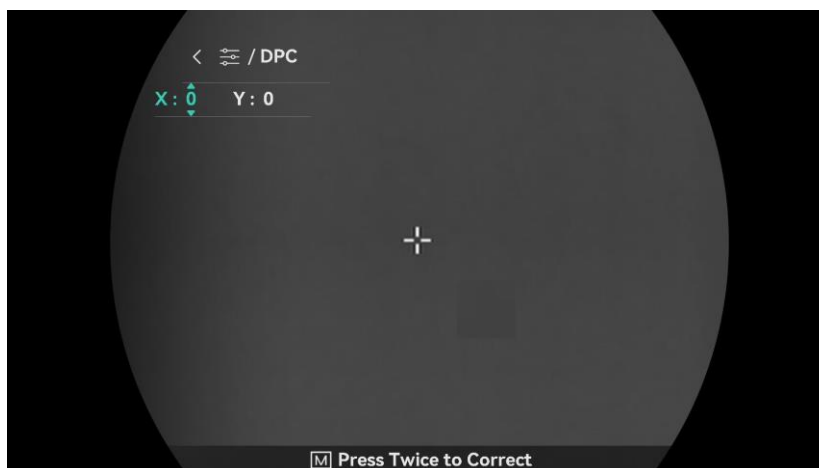 / DPC
X: 0 Y: 0
M Press Twice to Correct